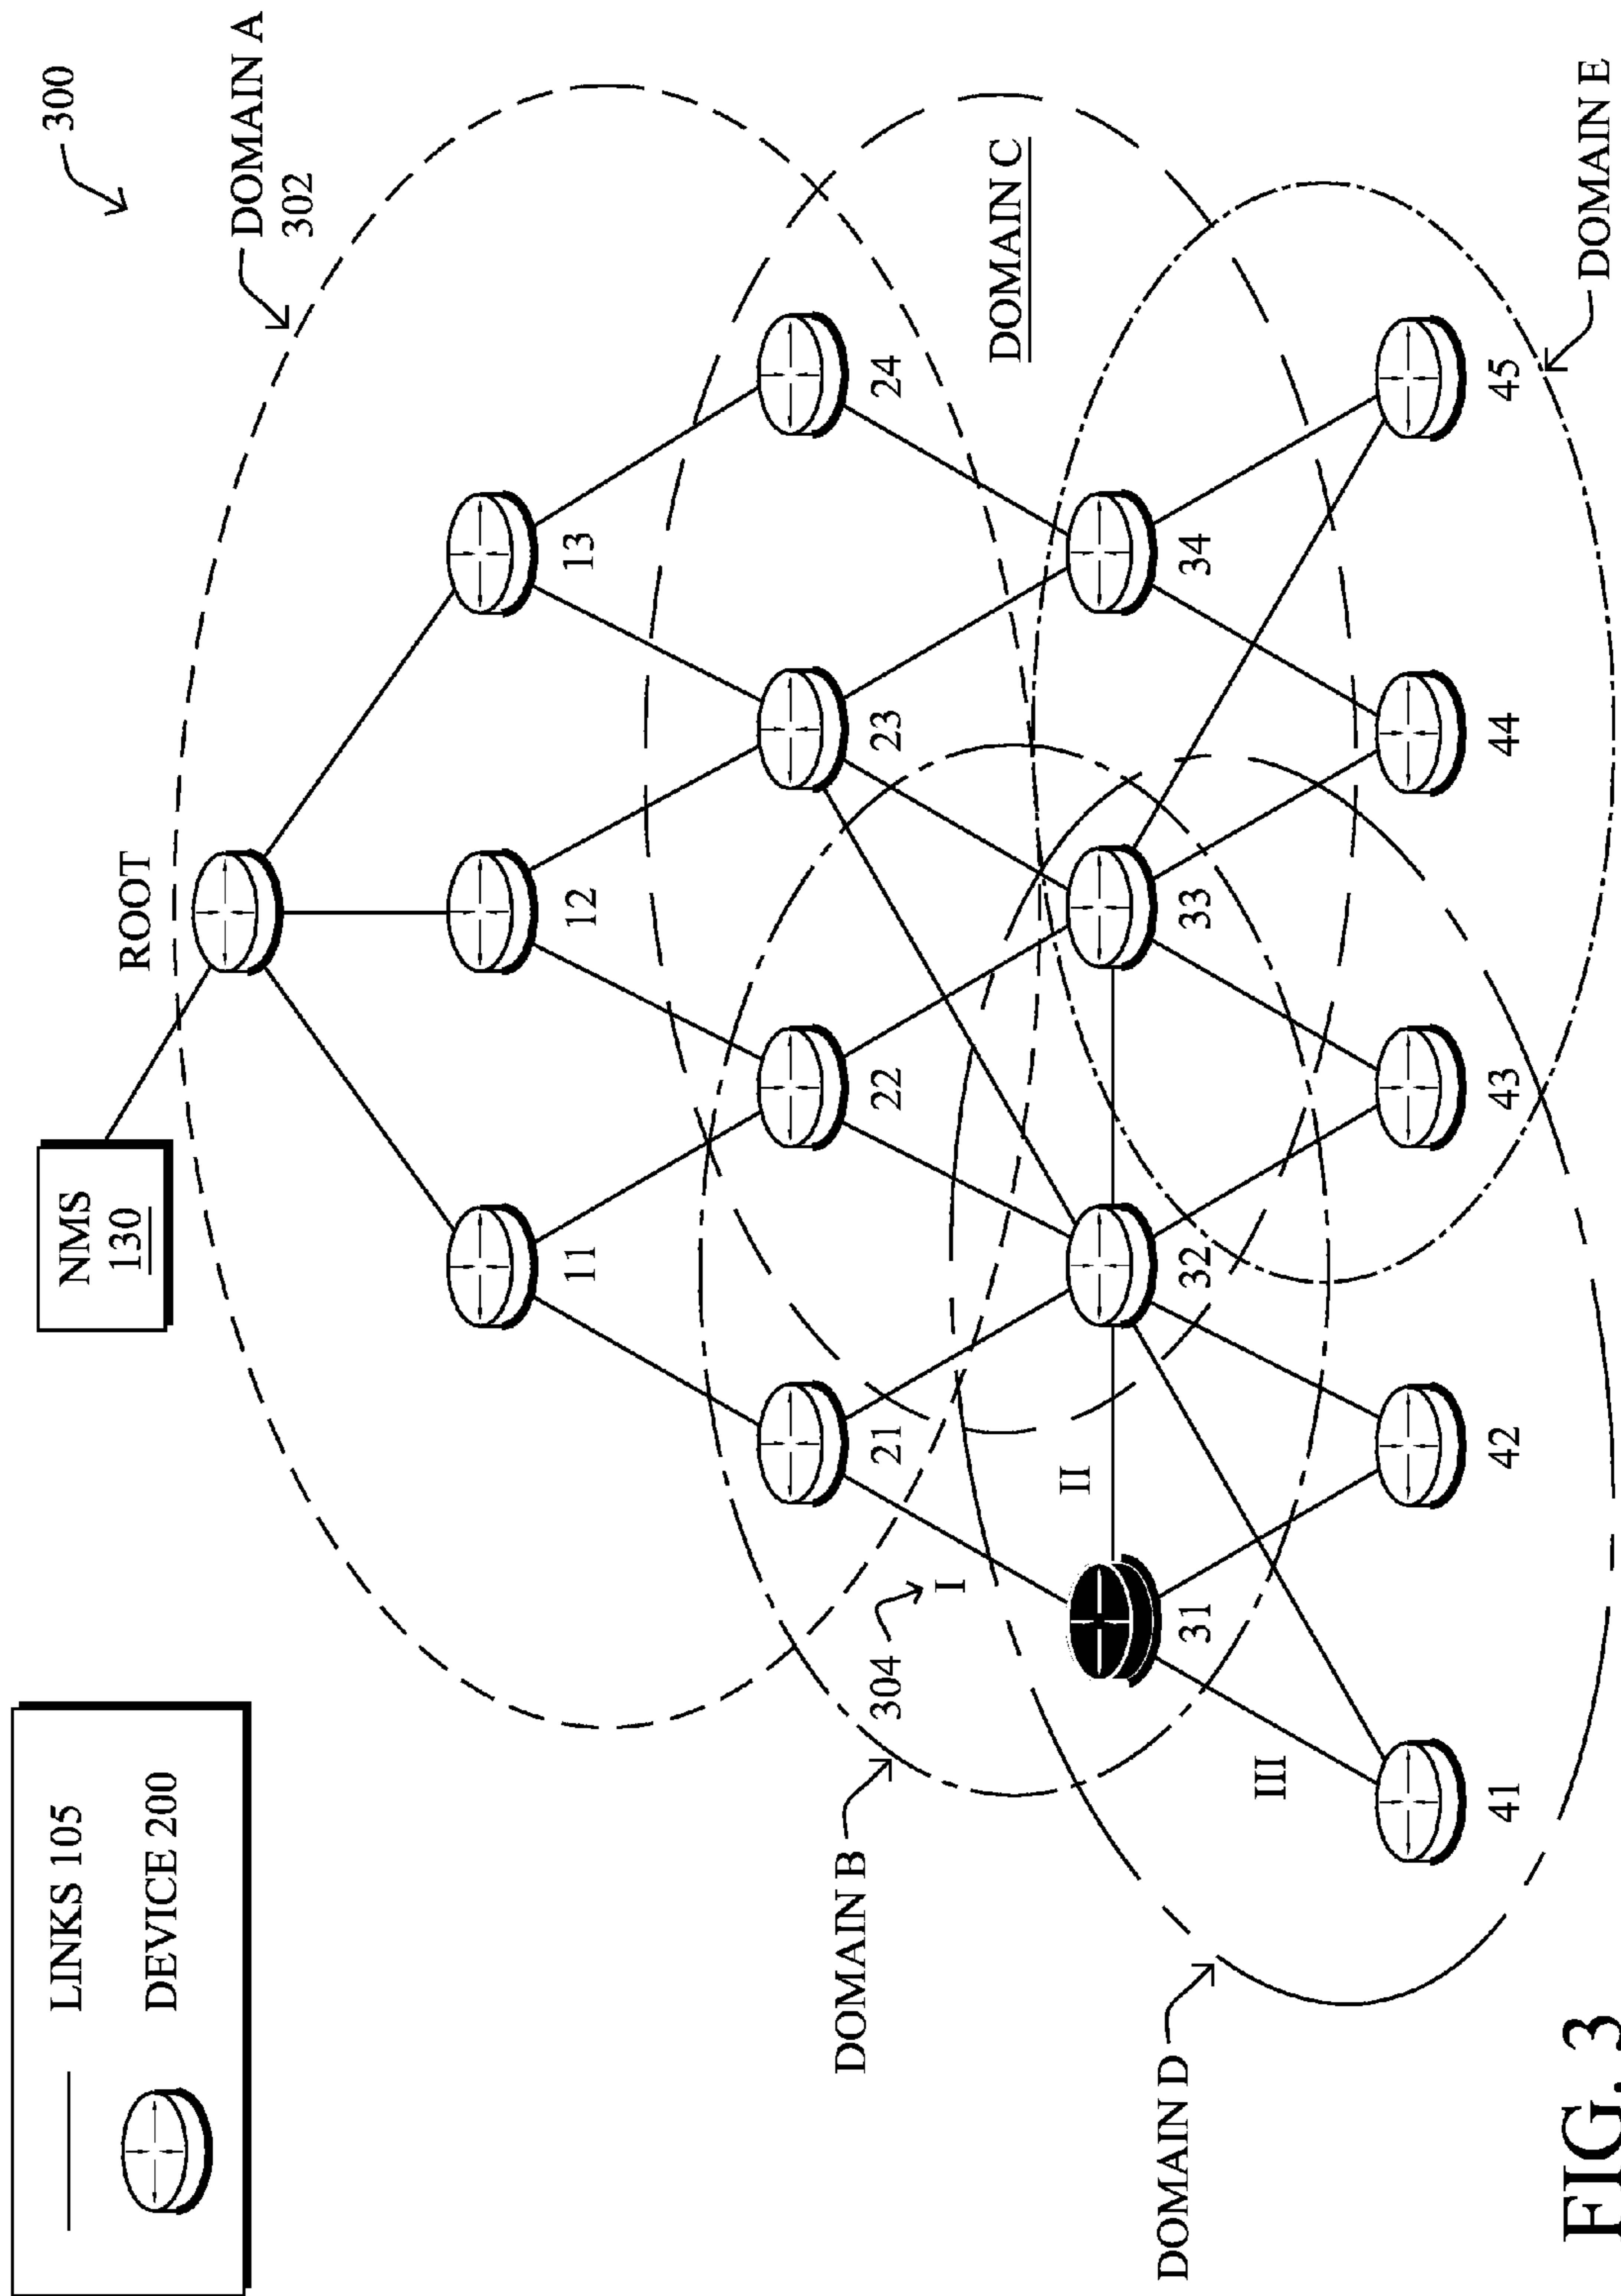 LINKS 105
DEVICE 200
NMS
130
300
DOMAIN A
302
ROOT
11
12
13
21
22
23
24
DOMAIN B
304
I
II
DOMAIN C
31
32
33
34
DOMAIN D
III
41
42
43
44
45
DOMAIN E
FIG. 3